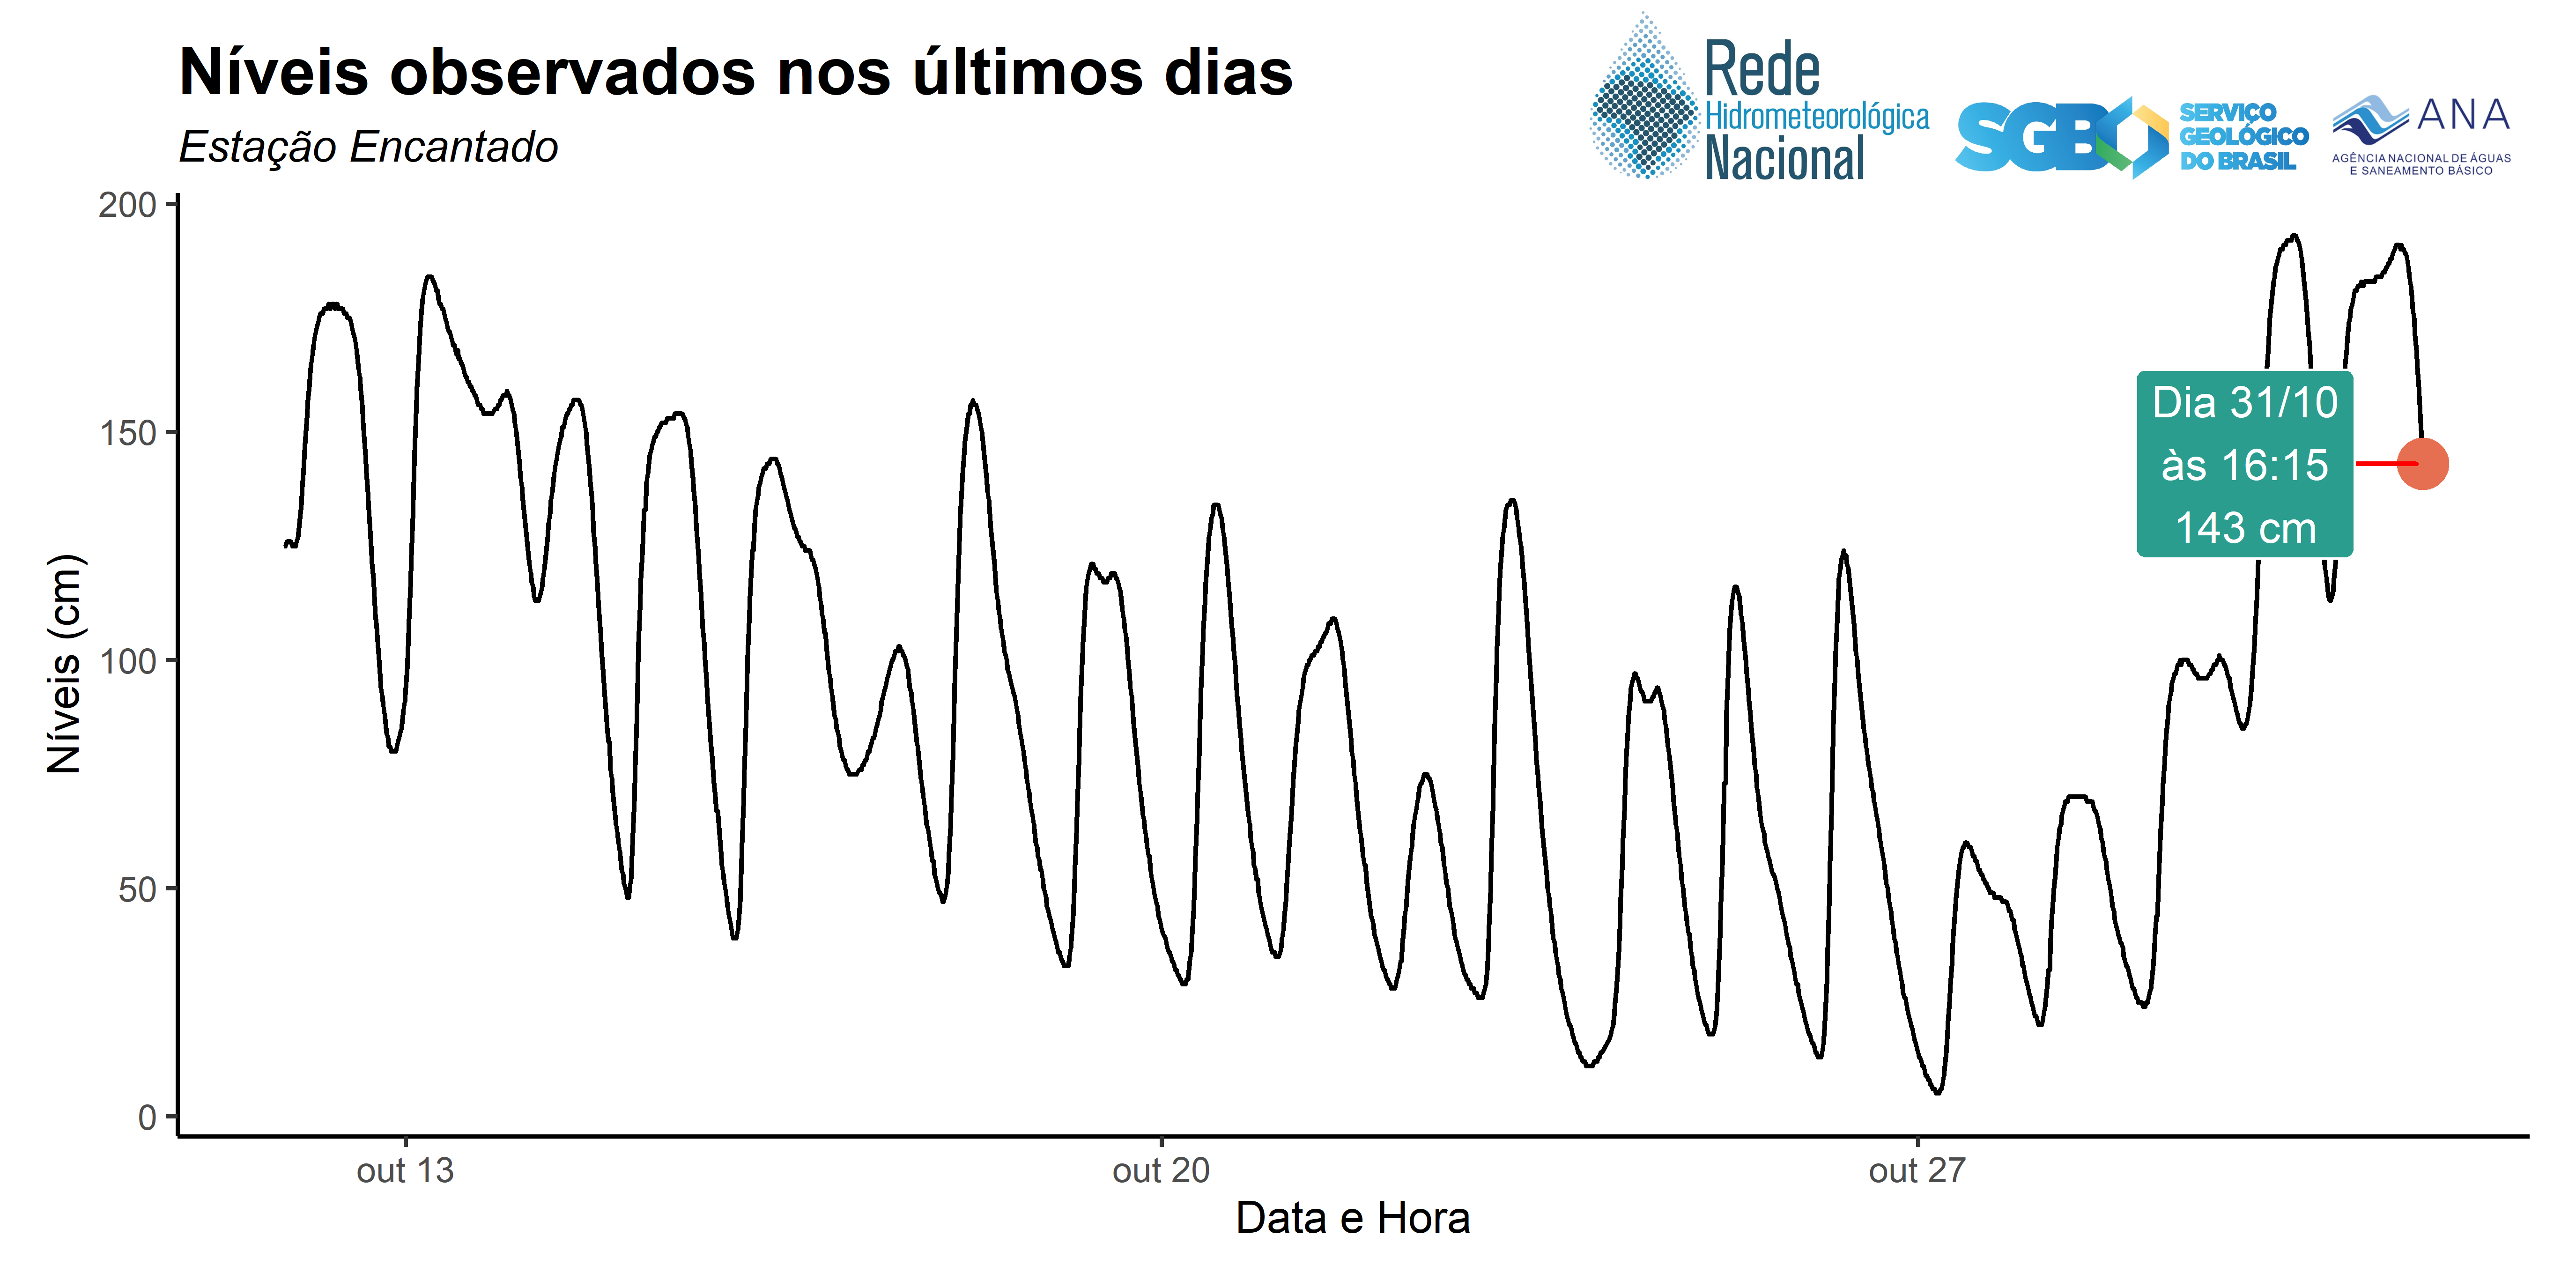 Níveis observados nos últimos dias
Estação Encantado
Rede
Hidrometeorológica
Nacional
SGB
SERVIÇO
GEOLÓGICO
DO BRASIL
ANA
AGÊNCIA NACIONAL DE ÁGUAS
E SANEAMENTO BÁSICO
Níveis (cm)
200
150
100
50
0
Dia 31/10
às 16:15
143 cm
out 13
out 20
out 27
Data e Hora